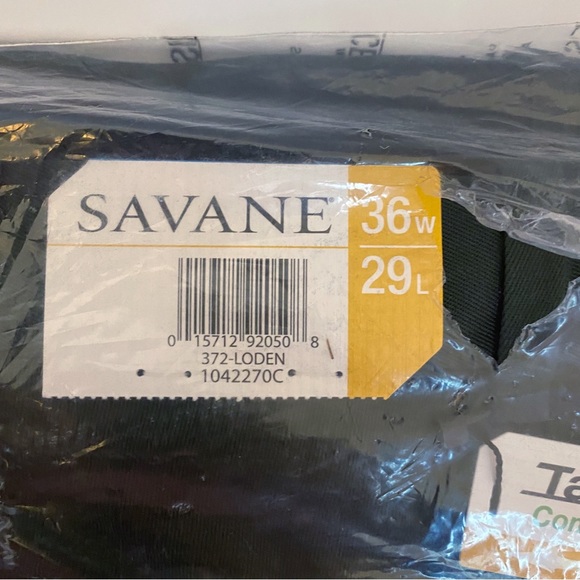 SAVANE
36W
29L
0 15712 92050 8
372-LODEN
1042270C